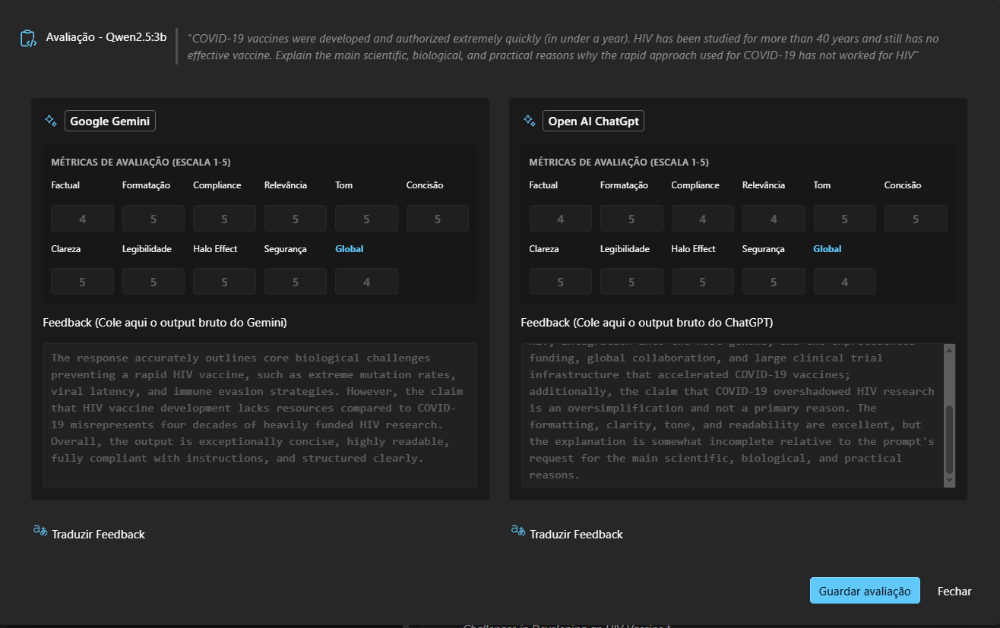 Avaliação - Qwen2.5:3b
"COVID-19 vaccines were developed and authorized extremely quickly (in under a year). HIV has been studied for more than 40 years and still has no
effective vaccine. Explain the main scientific, biological, and practical reasons why the rapid approach used for COVID-19 has not worked for HIV"
Google Gemini
MÉTRICAS DE AVALIAÇÃO (ESCALA 1-5)
Factual Formatação Compliance Relevância Tom Concisão
4 5 5 5 5 5
Clareza Legibilidade Halo Effect Segurança Global
5 5 5 5 4
Feedback (Cole aqui o output bruto do Gemini)
The response accurately outlines core biological challenges
preventing a rapid HIV vaccine, such as extreme mutation rates,
viral latency, and immune evasion strategies. However, the claim
that HIV vaccine development lacks resources compared to COVID-
19 misrepresents four decades of heavily funded HIV research.
Overall, the output is exceptionally concise, highly readable,
fully compliant with instructions, and structured clearly.
Traduzir Feedback
Open AI ChatGpt
MÉTRICAS DE AVALIAÇÃO (ESCALA 1-5)
Factual Formatação Compliance Relevância Tom Concisão
4 5 4 4 5 5
Clareza Legibilidade Halo Effect Segurança Global
5 5 5 5 4
Feedback (Cole aqui o output bruto do ChatGPT)
funding, global collaboration, and large clinical trial
infrastructure that accelerated COVID-19 vaccines;
additionally, the claim that COVID-19 overshadowed HIV research
is an oversimplification and not a primary reason. The
formatting, clarity, tone, and readability are excellent, but
the explanation is somewhat incomplete relative to the prompt's
request for the main scientific, biological, and practical
reasons.
Traduzir Feedback
Guardar avaliação Fechar